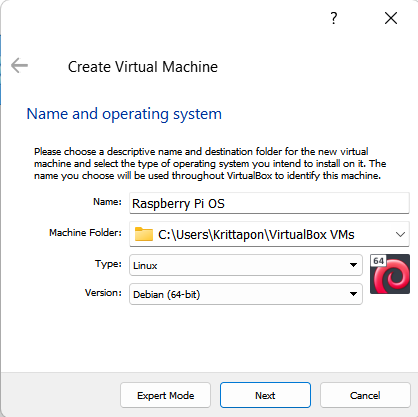 ?
Create Virtual Machine
Name and operating system
Please choose a descriptive name and destination folder for the new virtual
machine and select the type of operating system you intend to install on it. The
name you choose will be used throughout VirtualBox to identify this machine.
Name: Raspberry Pi OS
Machine Folder: C:\Users\Krittapon\VirtualBox VMs
Type: Linux
64
Version: Debian (64-bit)
Expert Mode Next Cancel